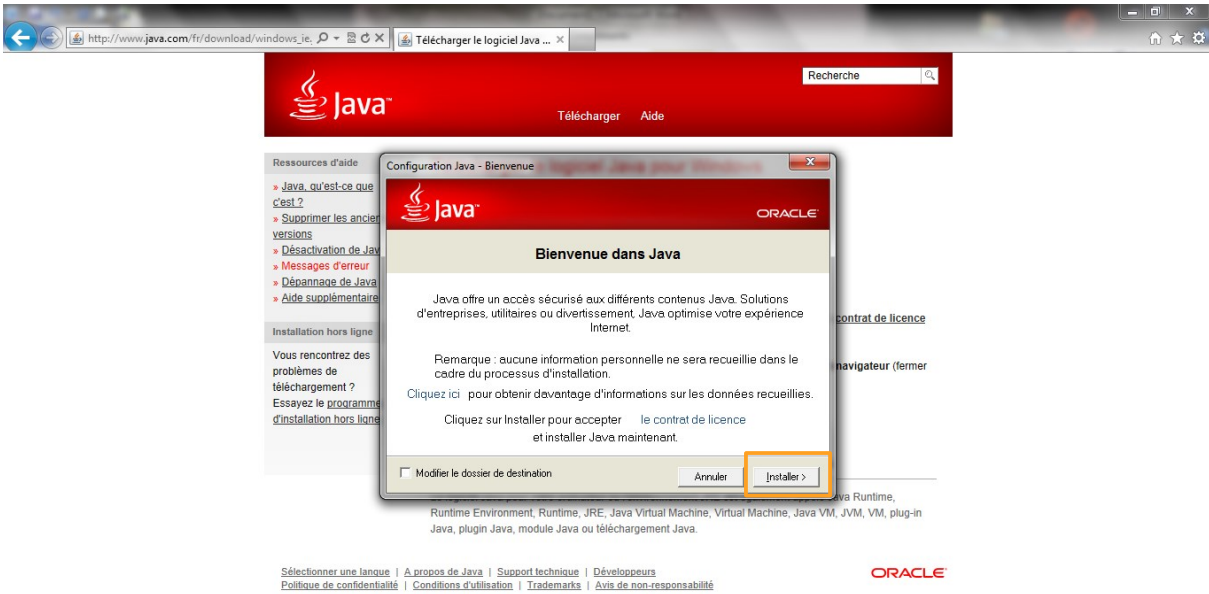 http://www.java.com/fr/download/windows_ie.
Télécharger le logiciel Java ...
Java™
Recherche
Télécharger Aide
Ressources d'aide
» Java, qu'est-ce que
c'est ?
» Supprimer les ancien
versions
» Désactivation de Jav
» Messages d'erreur
» Dépannage de Java
» Aide supplémentaire
Installation hors ligne
Vous rencontrez des
problèmes de
téléchargement ?
Essayez le programme
d'installation hors ligne
logiciel Java pour Windows
Configuration Java - Bienvenue
Java™
ORACLE
Bienvenue dans Java
Java offre un accès sécurisé aux différents contenus Java. Solutions
d'entreprises, utilitaires ou divertissement, Java optimise votre expérience
Internet.
Remarque : aucune information personnelle ne sera recueillie dans le
cadre du processus d'installation.
Cliquez ici pour obtenir davantage d'informations sur les données recueillies.
Cliquez sur Installer pour accepter le contrat de licence
et installer Java maintenant.
Modifier le dossier de destination
Annuler
Installer >
contrat de licence
navigateur (fermer
ava Runtime,
Runtime Environment, Runtime, JRE, Java Virtual Machine, Virtual Machine, Java VM, JVM, VM, plug-in
Java, plugin Java, module Java ou téléchargement Java.
Sélectionner une langue | A propos de Java | Support technique | Développeurs
Politique de confidentialité | Conditions d'utilisation | Trademarks | Avis de non-responsabilité
ORACLE